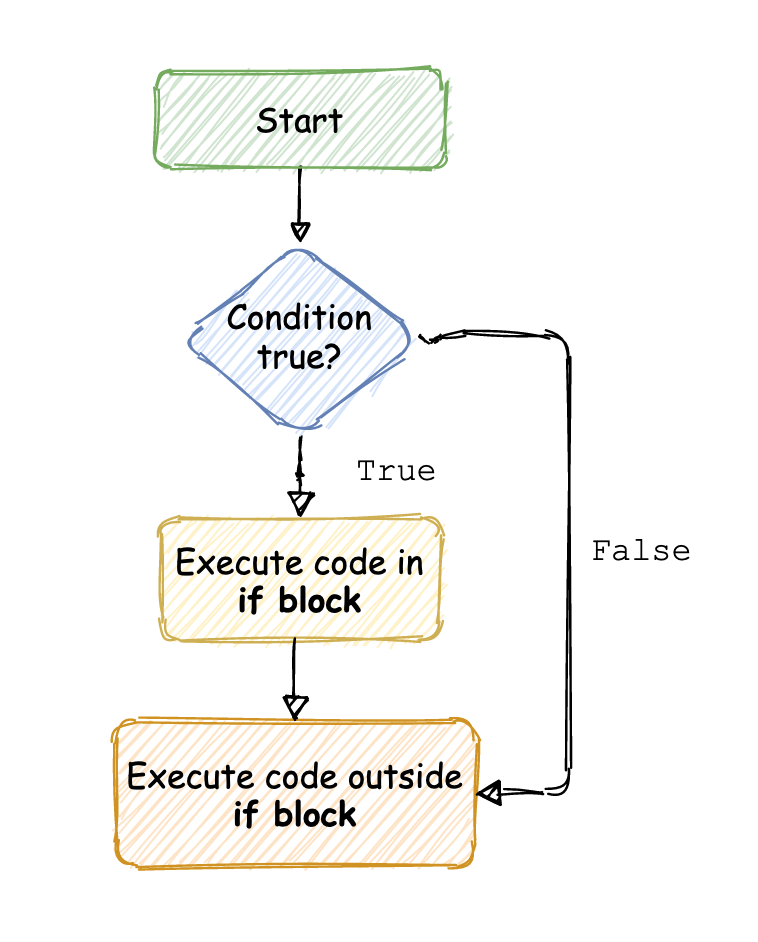 Start
Condition
true?
True
False
Execute code in
if block
Execute code outside
if block